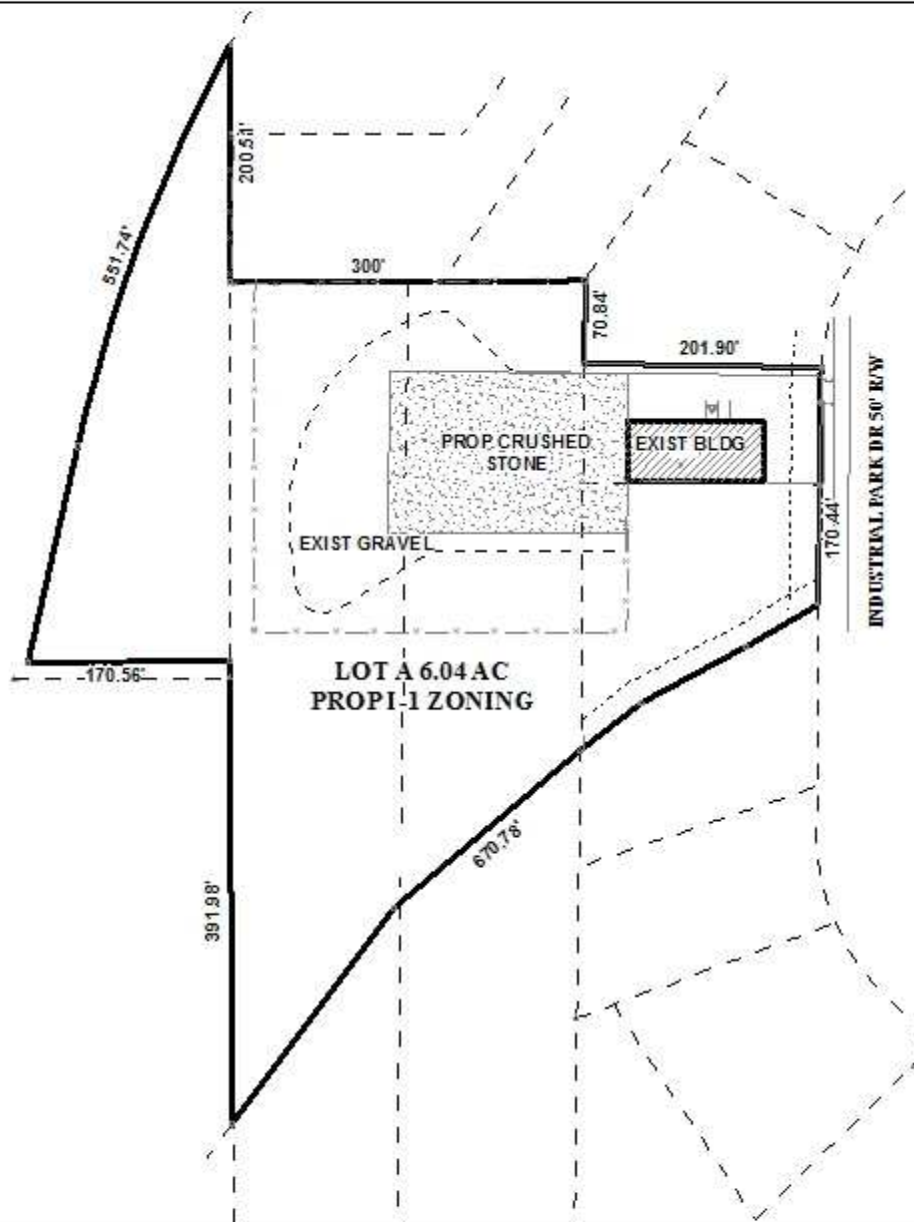 200.51'
551.74'
300'
70.84'
201.90'
PROP CRUSHED
STONE
EXIST BLDG
INDUSTRIAL PARK DR 50' R/W
170.44'
EXIST GRAVEL
170.56'
LOT A 6.04 AC
PROP I-1 ZONING
670.78'
391.98'